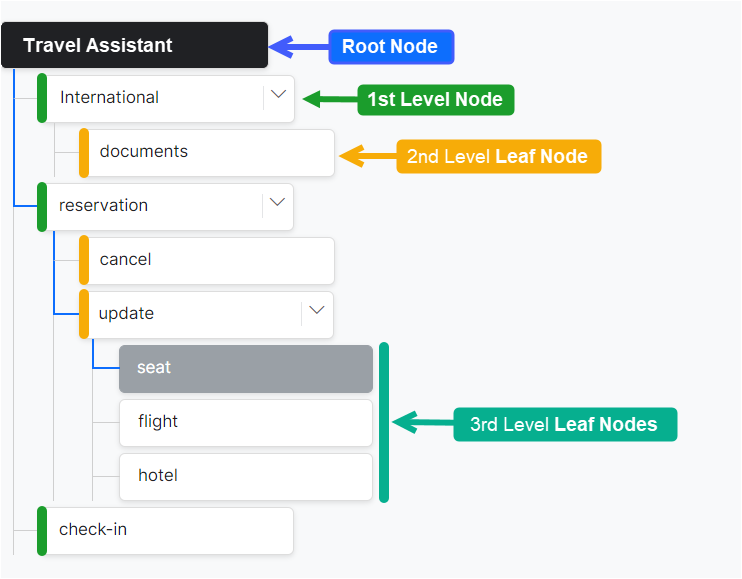 Travel Assistant
Root Node
International
1st Level Node
documents
2nd Level Leaf Node
reservation
cancel
update
seat
flight
3rd Level Leaf Nodes
hotel
check-in